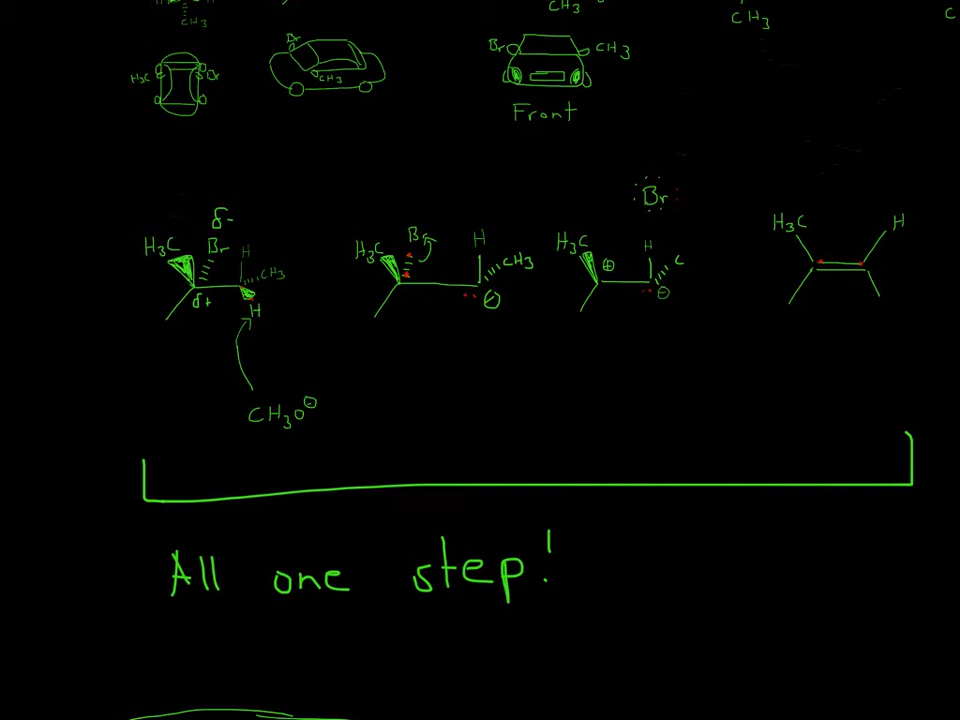 CH3
CH3
CH3
C
H3C Br
Br
CH3
Br CH3
Front
Br
δ-
H3C Br H
CH3
δ+
H
CH3O⊖
H3C B H
CH3
⊖
H3C ⊕ H
C
⊖
H3C H
All one step!